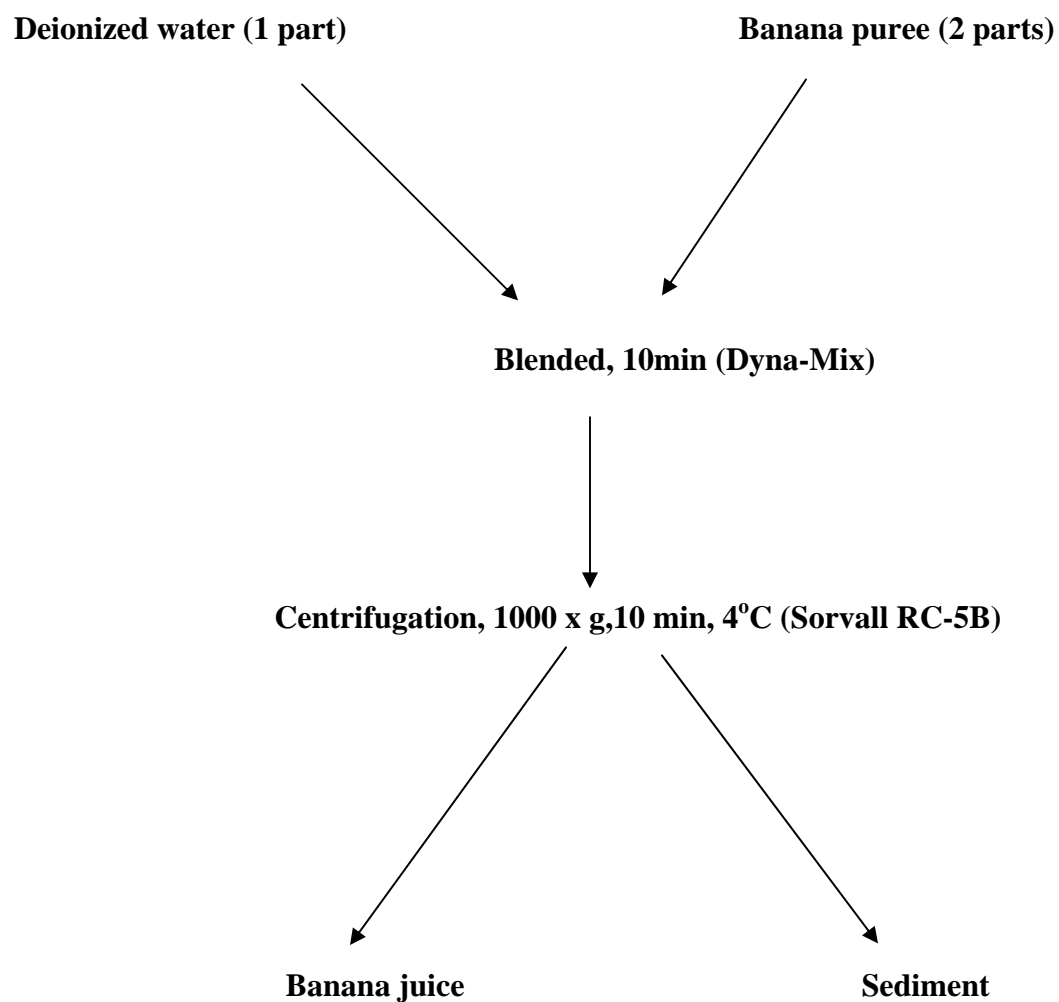 Deionized water (1 part)
Banana puree (2 parts)
Blended, 10min (Dyna-Mix)
Centrifugation, 1000 x g,10 min, 4°C (Sorvall RC-5B)
Banana juice
Sediment